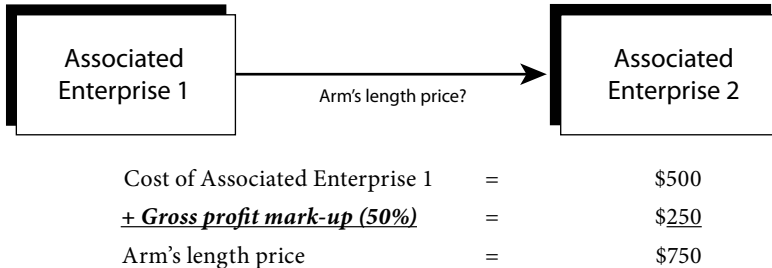 Associated
Enterprise 1
Arm's length price?
Associated
Enterprise 2
Cost of Associated Enterprise 1 = $500
+ Gross profit mark-up (50%) = $250
Arm's length price = $750